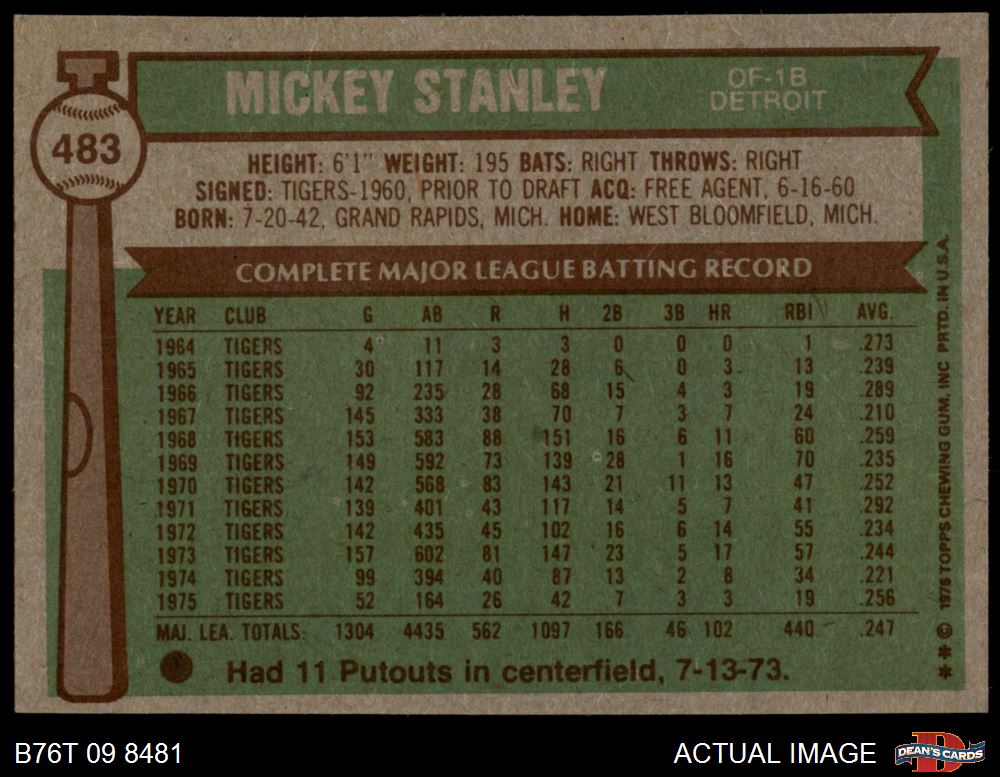 MICKEY STANLEY
OF-1B
DETROIT
483
HEIGHT: 6'1" WEIGHT: 195 BATS: RIGHT THROWS: RIGHT
SIGNED: TIGERS-1960, PRIOR TO DRAFT ACQ: FREE AGENT, 6-16-60
BORN: 7-20-42, GRAND RAPIDS, MICH. HOME: WEST BLOOMFIELD, MICH.
COMPLETE MAJOR LEAGUE BATTING RECORD
YEAR CLUB G AB R H 2B 3B HR RBI AVG.
1964 TIGERS 4 11 3 3 0 0 0 1 .273
1965 TIGERS 30 117 14 28 6 0 3 13 .239
1966 TIGERS 92 235 28 68 15 4 3 19 .289
1967 TIGERS 145 333 38 70 7 3 7 24 .210
1968 TIGERS 153 583 88 151 16 6 11 60 .259
1969 TIGERS 149 592 73 139 28 1 16 70 .235
1970 TIGERS 142 568 83 143 21 11 13 47 .252
1971 TIGERS 139 401 43 117 14 5 7 41 .292
1972 TIGERS 142 435 45 102 16 6 14 55 .234
1973 TIGERS 157 602 81 147 23 5 17 57 .244
1974 TIGERS 99 394 40 87 13 2 8 34 .221
1975 TIGERS 52 164 26 42 7 3 3 19 .256
MAJ. LEA. TOTALS: 1304 4435 562 1097 166 46 102 440 .247
Had 11 Putouts in centerfield, 7-13-73.
* * © 1976 TOPPS CHEWING GUM, INC PRTD. IN U.S.A.
B76T 09 8481
ACTUAL IMAGE
D
DEAN'S CARDS